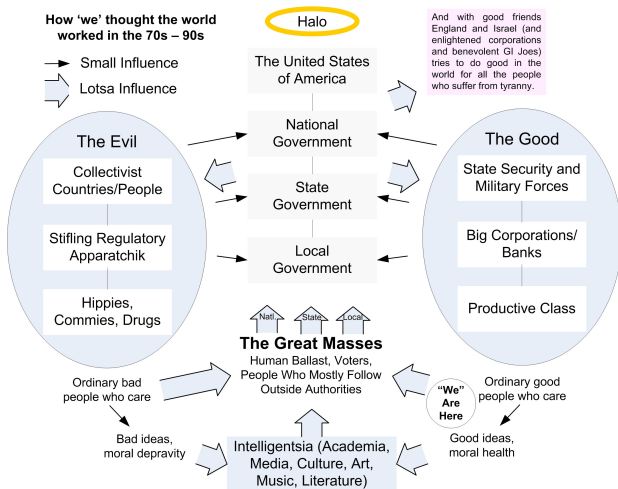 How 'we' thought the world
worked in the 70s – 90s
Small Influence
Lotsa Influence
Halo
And with good friends
England and Israel (and
enlightened corporations
and benevolent GI Joes)
tries to do good in the
world for all the people
who suffer from tyranny.
The United States
of America
National
Government
State
Government
Local
Government
The Evil
Collectivist
Countries/People
Stifling Regulatory
Apparatchik
Hippies,
Commies, Drugs
The Good
State Security and
Military Forces
Big Corporations/
Banks
Productive Class
Natl.
State
Local
The Great Masses
Human Ballast, Voters,
People Who Mostly Follow
Outside Authorities
Ordinary bad
people who care
Bad ideas,
moral depravity
"We"
Are
Here
Ordinary good
people who care
Good ideas,
moral health
Intelligentsia (Academia,
Media, Culture, Art,
Music, Literature)